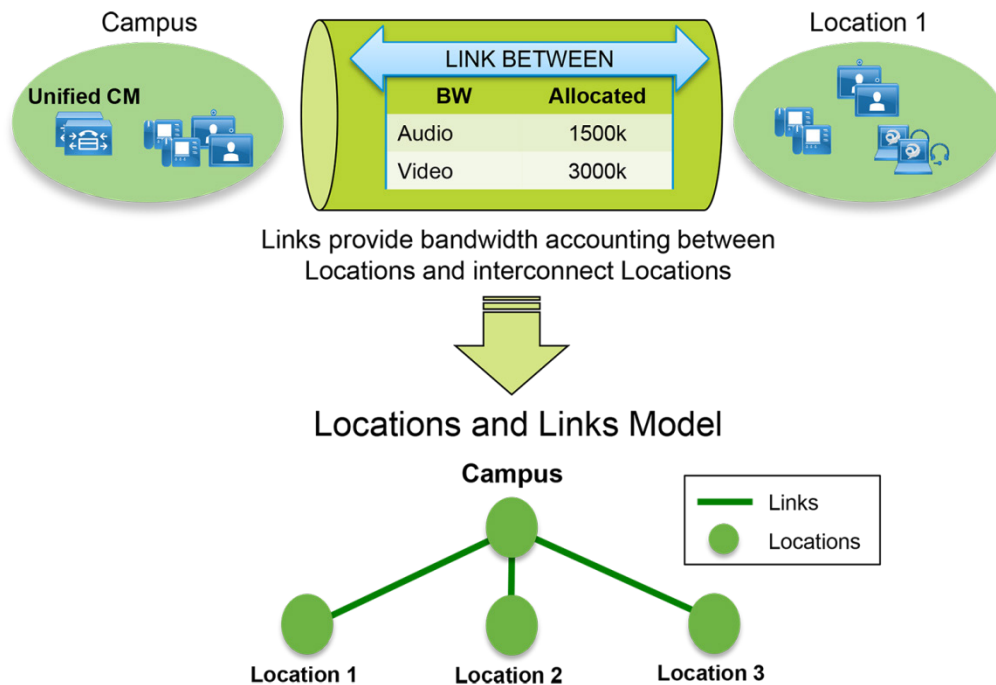 Campus
Location 1
Unified CM
LINK BETWEEN
BW Allocated
Audio 1500k
Video 3000k
Links provide bandwidth accounting between
Locations and interconnect Locations
Locations and Links Model
Campus
Links
Locations
Location 1
Location 2
Location 3